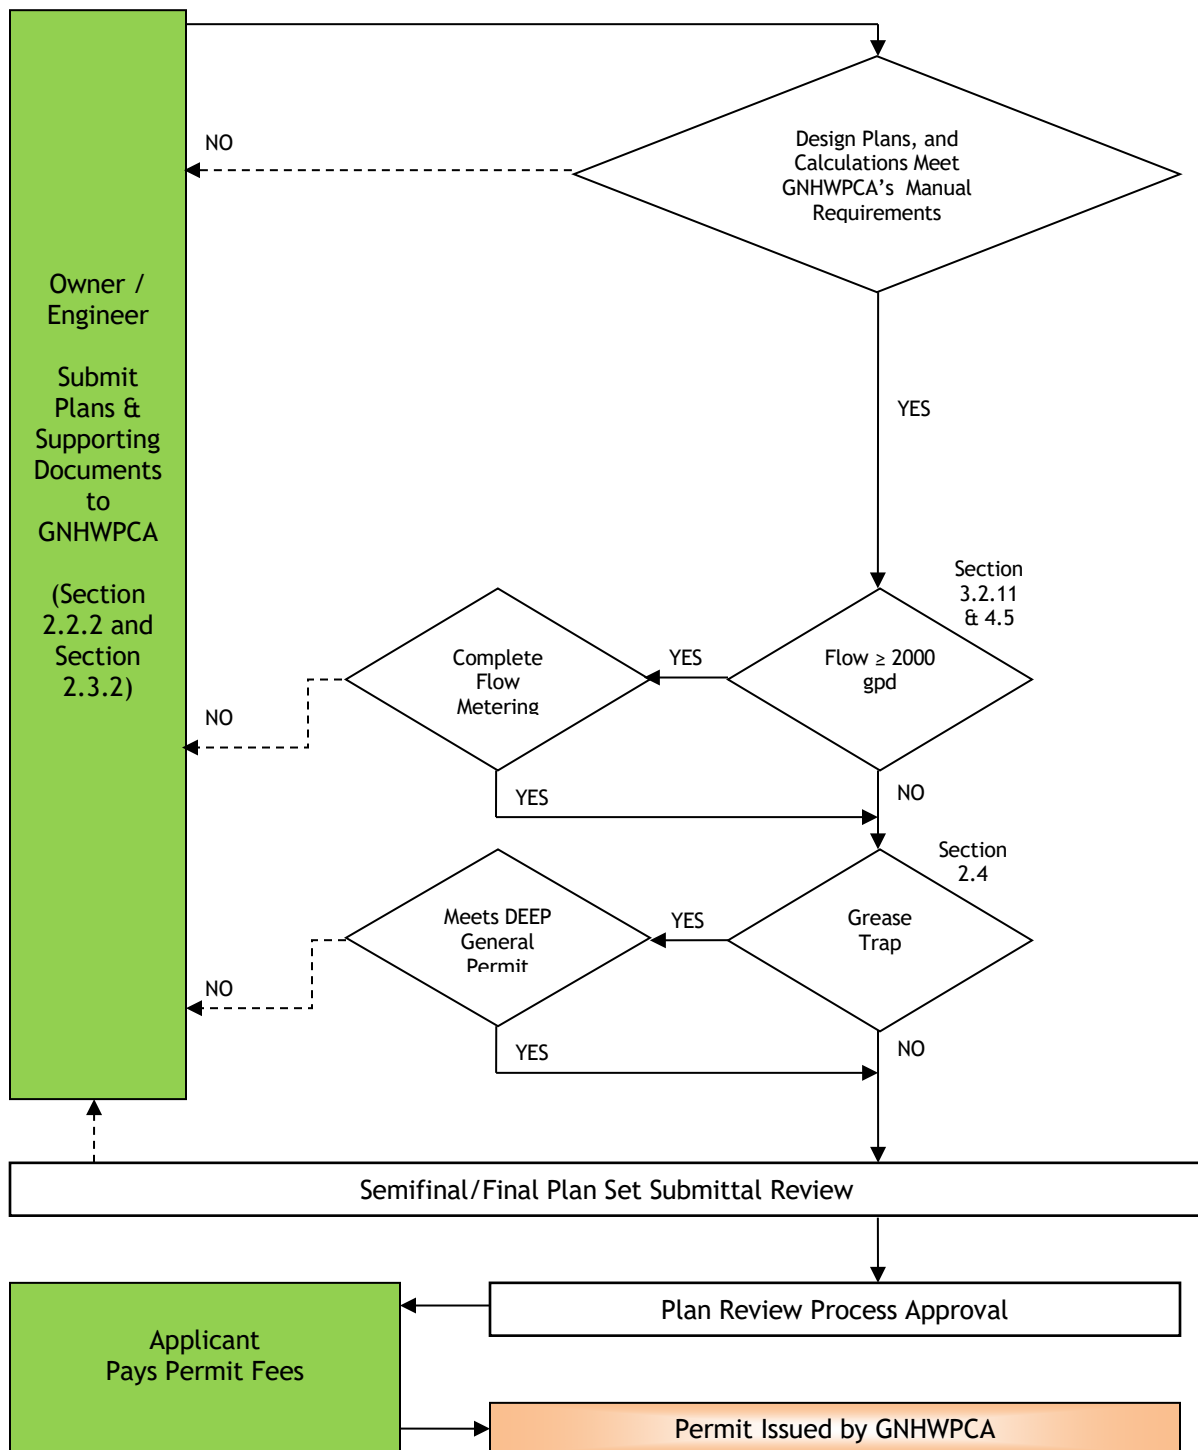 Owner /
Engineer
Submit
Plans &
Supporting
Documents
to
GNHWPCA
(Section
2.2.2 and
Section
2.3.2)
NO
Design Plans, and
Calculations Meet
GNHWPCA's Manual
Requirements
YES
Section
3.2.11
& 4.5
Flow ≥ 2000
gpd
YES
Complete
Flow
Metering
NO
YES
NO
Section
2.4
Grease
Trap
YES
Meets DEEP
General
Permit
NO
YES
NO
Semifinal/Final Plan Set Submittal Review
Plan Review Process Approval
Applicant
Pays Permit Fees
Permit Issued by GNHWPCA